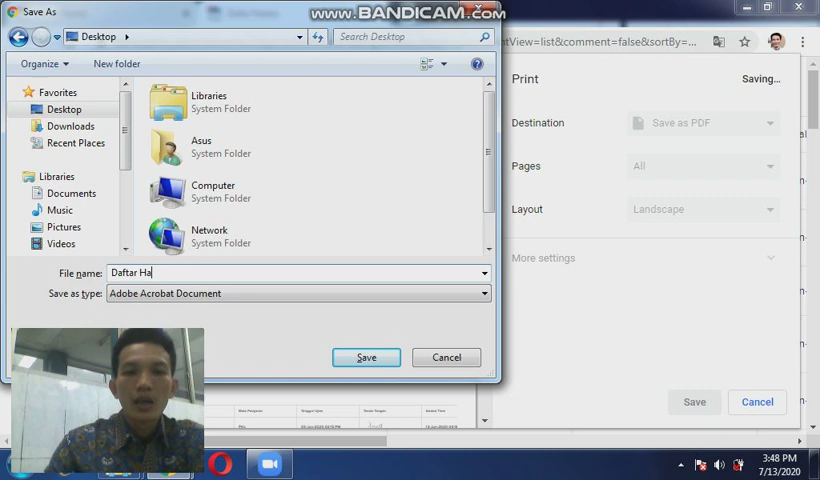 Save As
www.BANDICAM.com
Desktop
Search Desktop
Organize
New folder
Favorites
Desktop
Downloads
Recent Places
Libraries
Documents
Music
Pictures
Videos
Libraries
System Folder
Asus
System Folder
Computer
System Folder
Network
System Folder
File name:
Daftar Ha
Save as type:
Adobe Acrobat Document
Save
Cancel
ntView=list&comment=false&sortBy=...
Print
Saving...
Destination
Save as PDF
Pages
All
Layout
Landscape
More settings
Save
Cancel
3:48 PM
7/13/2020